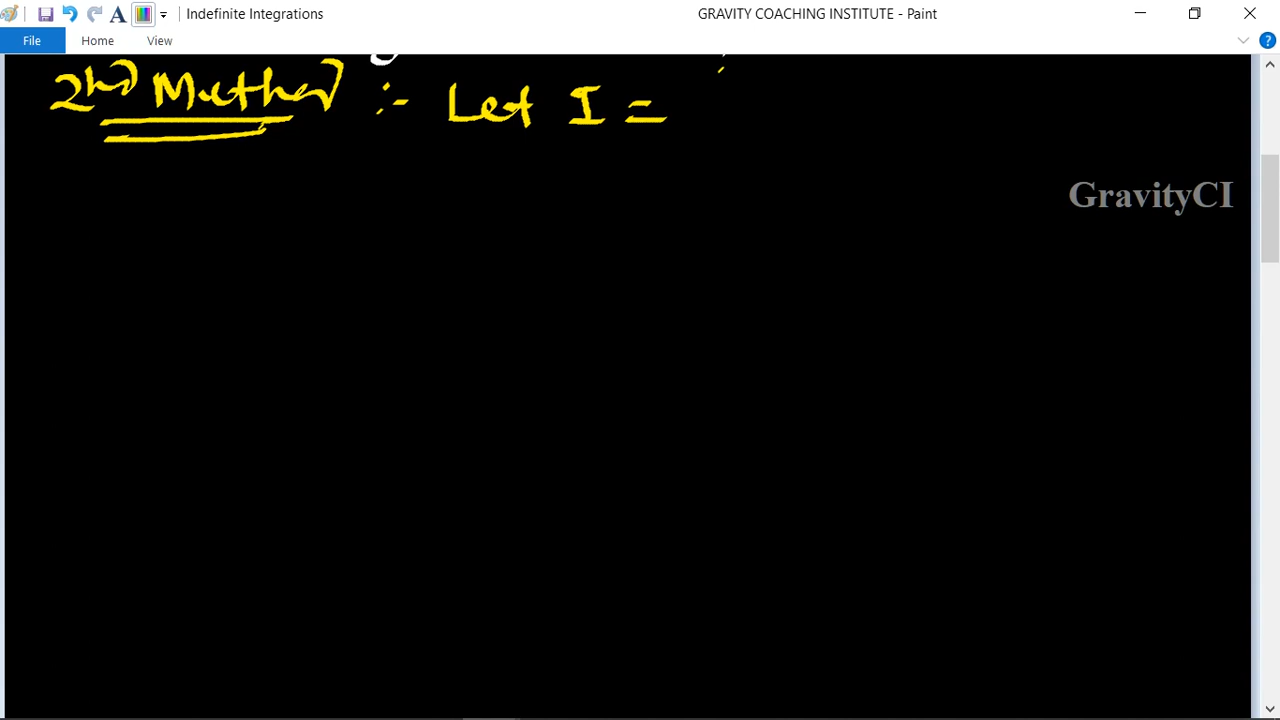 Indefinite Integrations
GRAVITY COACHING INSTITUTE - Paint
File Home View
2nd Method :- Let I =
GravityCI